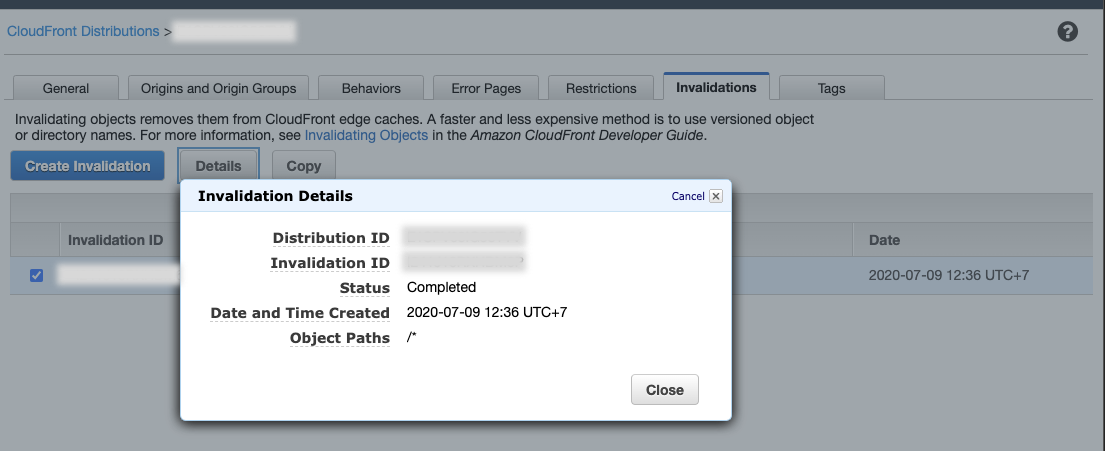 CloudFront Distributions >
General
Origins and Origin Groups
Behaviors
Error Pages
Restrictions
Invalidations
Tags
Invalidating objects removes them from CloudFront edge caches. A faster and less expensive method is to use versioned object
or directory names. For more information, see Invalidating Objects in the Amazon CloudFront Developer Guide.
Create Invalidation
Details
Copy
Invalidation ID
Date
2020-07-09 12:36 UTC+7
Invalidation Details
Cancel
Distribution ID
Invalidation ID
Status Completed
Date and Time Created 2020-07-09 12:36 UTC+7
Object Paths /*
Close